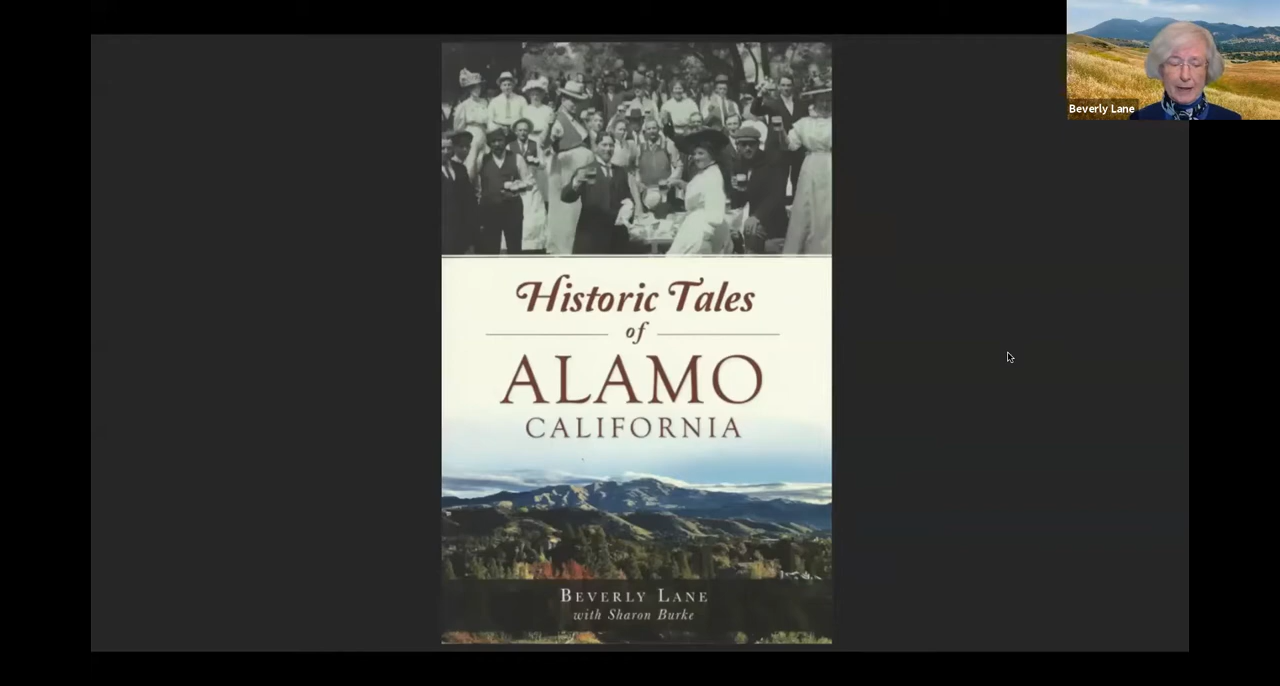 Beverly Lane
Historic Tales
of
ALAMO
CALIFORNIA
BEVERLY LANE
with Sharon Burke